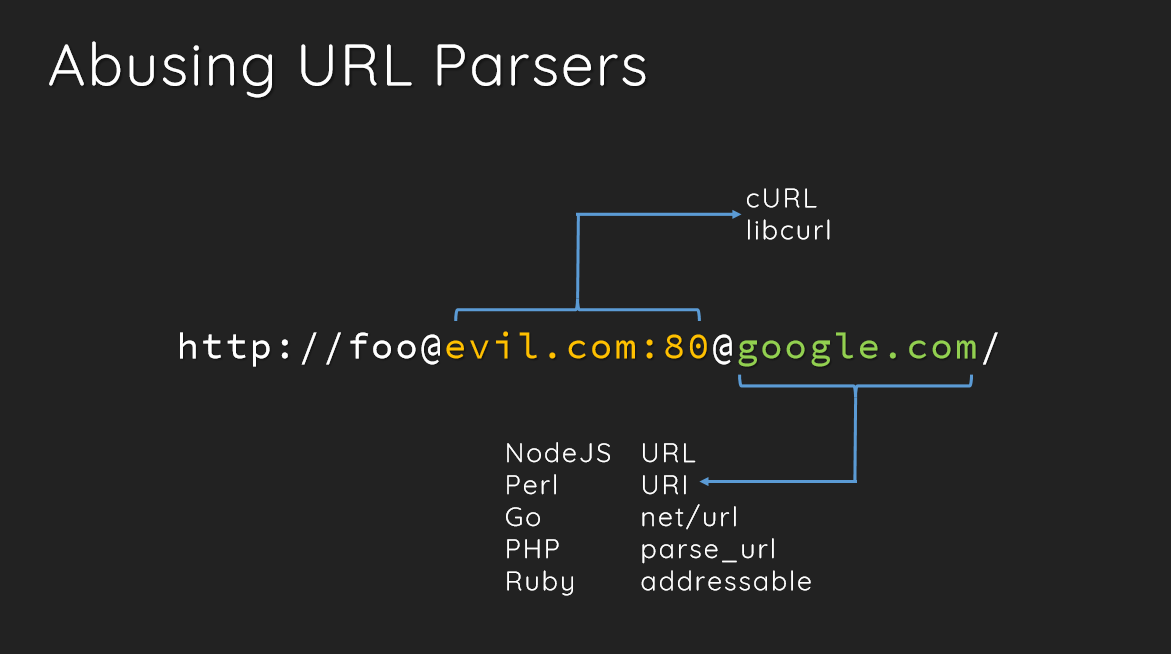 Abusing URL Parsers
cURL
libcurl
http://foo@evil.com:80@google.com/
NodeJS URL
Perl URI
Go net/url
PHP parse_url
Ruby addressable